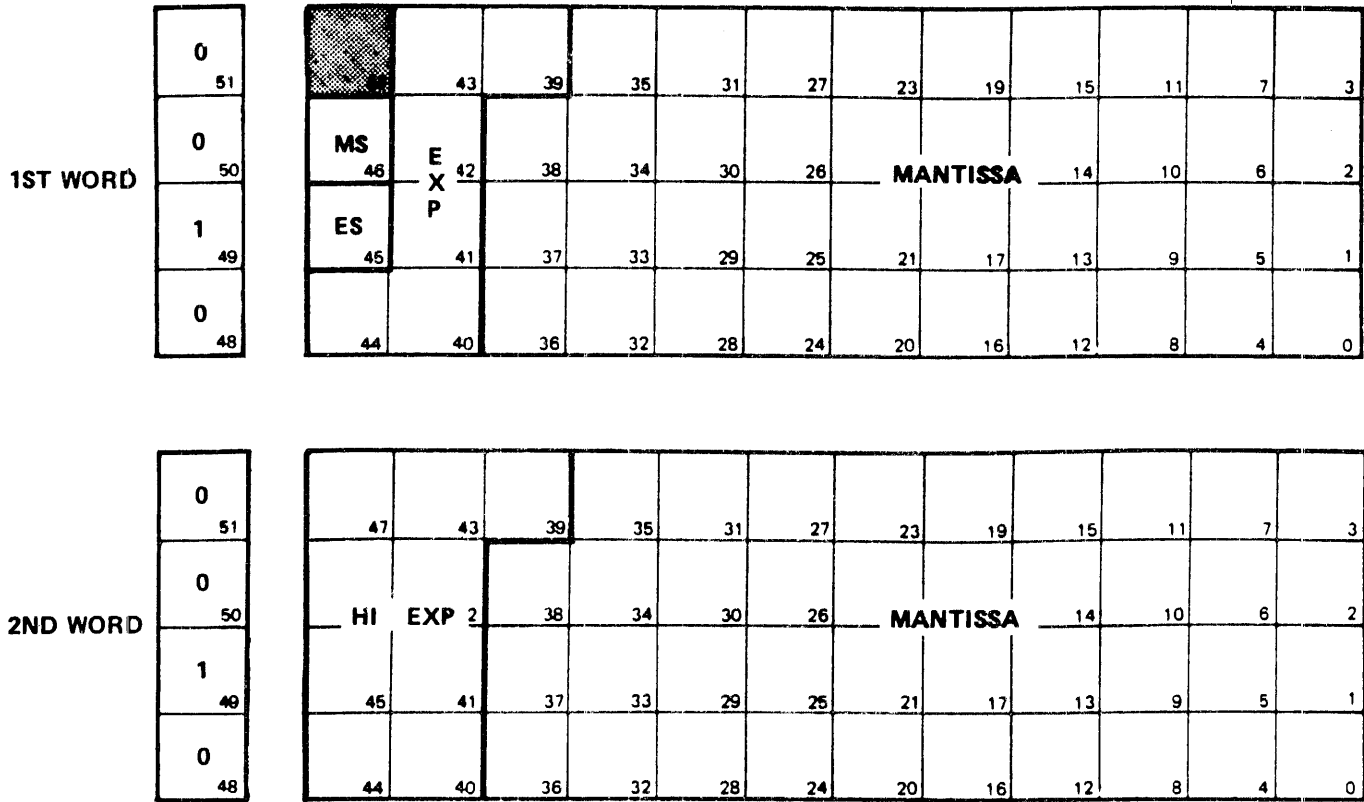 0
51 43 39 35 31 27 23 19 15 11 7 3
0 MS E
1ST WORD 50 46 X 42 38 34 30 26 MANTISSA 14 10 6 2
1 ES P
49 45 41 37 33 29 25 21 17 13 9 5 1
0
48 44 40 36 32 28 24 20 16 12 8 4 0
0
51 47 43 39 35 31 27 23 19 15 11 7 3
0
2ND WORD 50 HI EXP 2 38 34 30 26 MANTISSA 14 10 6 2
1
49 45 41 37 33 29 25 21 17 13 9 5 1
0
48 44 40 36 32 28 24 20 16 12 8 4 0